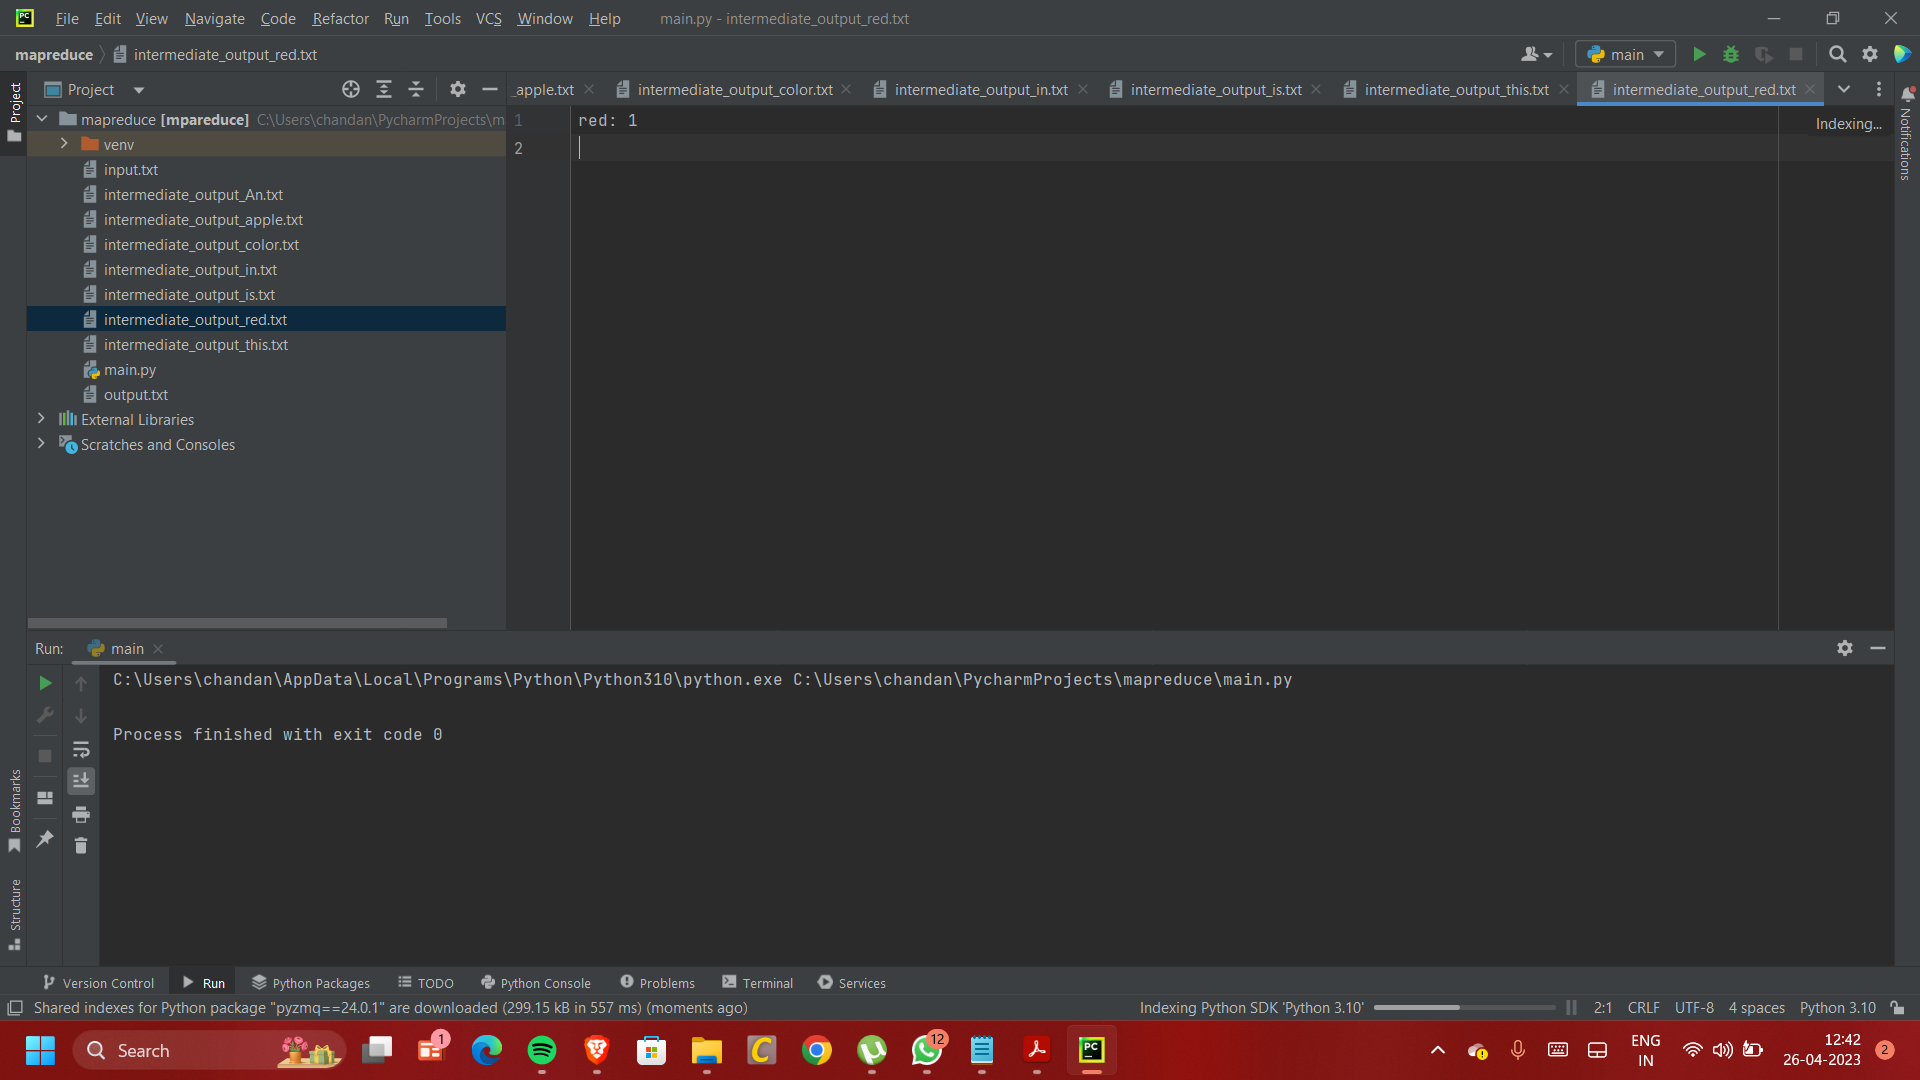 File Edit View Navigate Code Refactor Run Tools VCS Window Help main.py - intermediate_output_red.txt
mapreduce intermediate_output_red.txt main
Project
Project
_apple.txt intermediate_output_color.txt intermediate_output_in.txt intermediate_output_is.txt intermediate_output_this.txt intermediate_output_red.txt
mapreduce [mpareduce] C:\Users\chandan\PycharmProjects\m
venv
input.txt
intermediate_output_An.txt
intermediate_output_apple.txt
intermediate_output_color.txt
intermediate_output_in.txt
intermediate_output_is.txt
intermediate_output_red.txt
intermediate_output_this.txt
main.py
output.txt
External Libraries
Scratches and Consoles
1 red: 1
2
Indexing...
Notifications
Run: main
C:\Users\chandan\AppData\Local\Programs\Python\Python310\python.exe C:\Users\chandan\PycharmProjects\mapreduce\main.py
Process finished with exit code 0
Bookmarks
Structure
Version Control Run Python Packages TODO Python Console Problems Terminal Services
Shared indexes for Python package "pyzmq==24.0.1" are downloaded (299.15 kB in 557 ms) (moments ago) Indexing Python SDK 'Python 3.10' 2:1 CRLF UTF-8 4 spaces Python 3.10
Search
1
12
PC
ENG
IN
12:42
26-04-2023
2